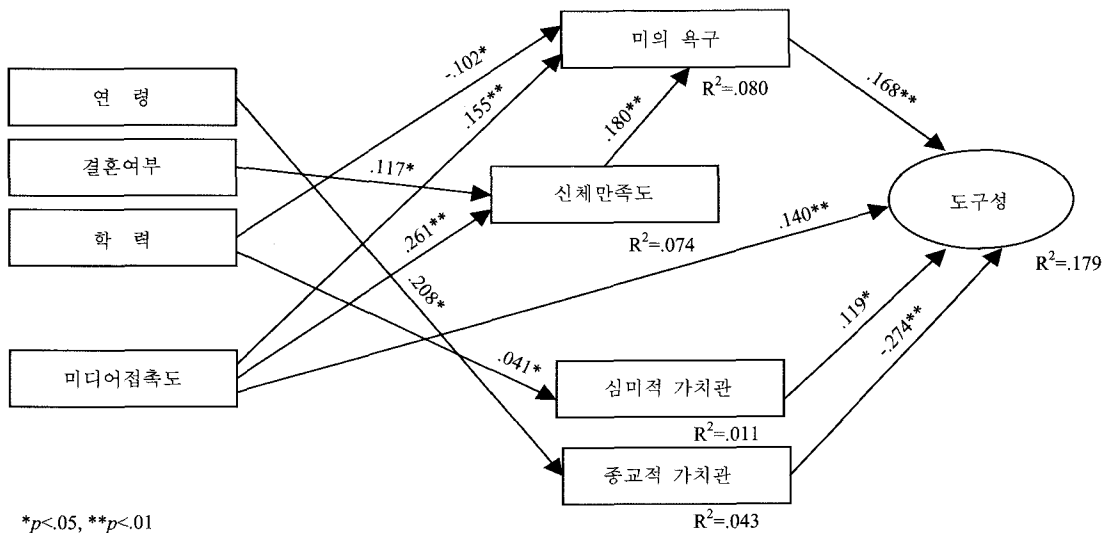 미의 욕구
R²=.080
연 령
결혼여부
학 력
미디어접촉도
신체만족도
R²=.074
도구성
R²=.179
심미적 가치관
R²=.011
종교적 가치관
R²=.043
-.102*
.155**
.180**
.168**
.117*
.261**
.140**
.208*
.041*
.119*
-.274**
*p<.05, **p<.01